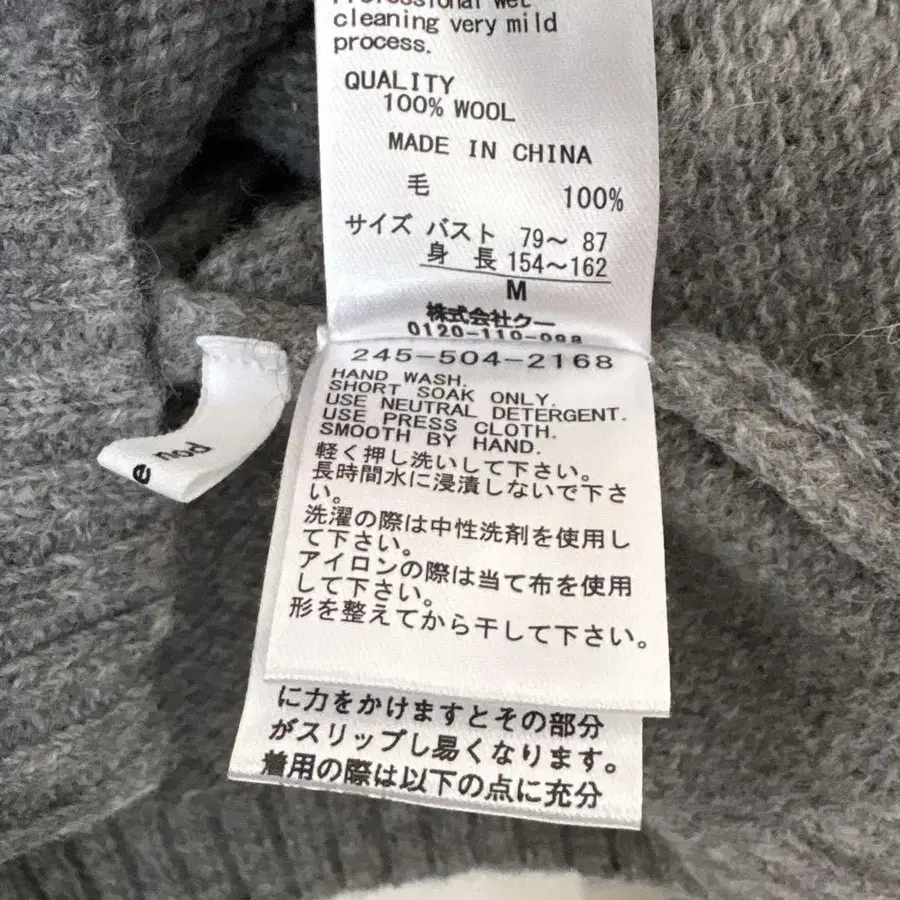 Professional wet
cleaning very mild
process.
QUALITY
100% WOOL
MADE IN CHINA
毛 100%
サイズ バスト 79～ 87
身 長 154～162
M
株式会社クー
0120-110-098
245-504-2168
HAND WASH.
SHORT SOAK ONLY.
USE NEUTRAL DETERGENT.
USE PRESS CLOTH.
SMOOTH BY HAND.
軽く押し洗いして下さい。
長時間水に浸漬しないで下さ
い。
洗濯の際は中性洗剤を使用し
て下さい。
アイロンの際は当て布を使用
して下さい。
形を整えてから干して下さい。
に力をかけますとその部分
がスリップし易くなります。
着用の際は以下の点に充分
pou
e